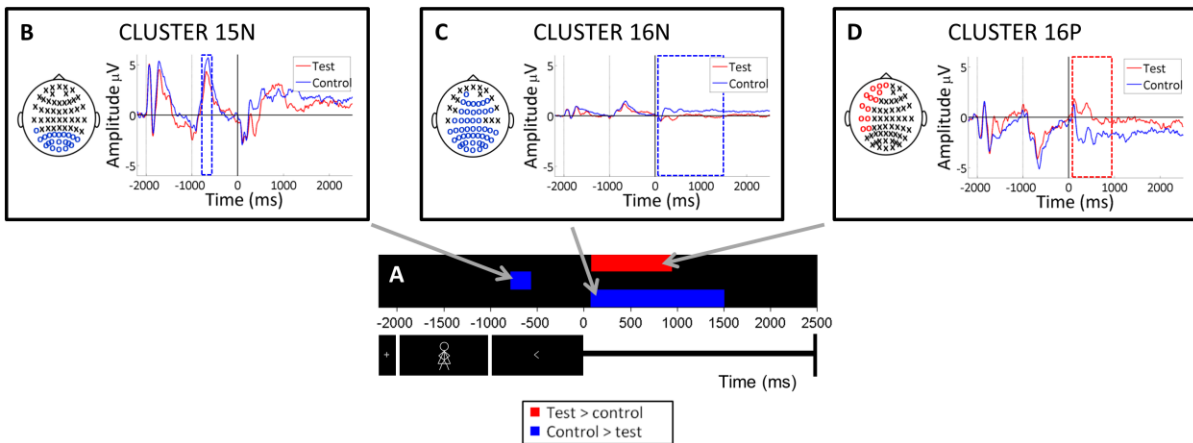 B CLUSTER 15N
Amplitude µV
5
0
-5
Test
Control
-2000 -1000 0 1000 2000
Time (ms)
C CLUSTER 16N
Amplitude µV
5
0
-5
Test
Control
-2000 -1000 0 1000 2000
Time (ms)
D CLUSTER 16P
Amplitude µV
5
0
-5
Test
Control
-2000 -1000 0 1000 2000
Time (ms)
A
-2000 -1500 -1000 -500 0 500 1000 1500 2000 2500
+ <
Time (ms)
Test > control
Control > test